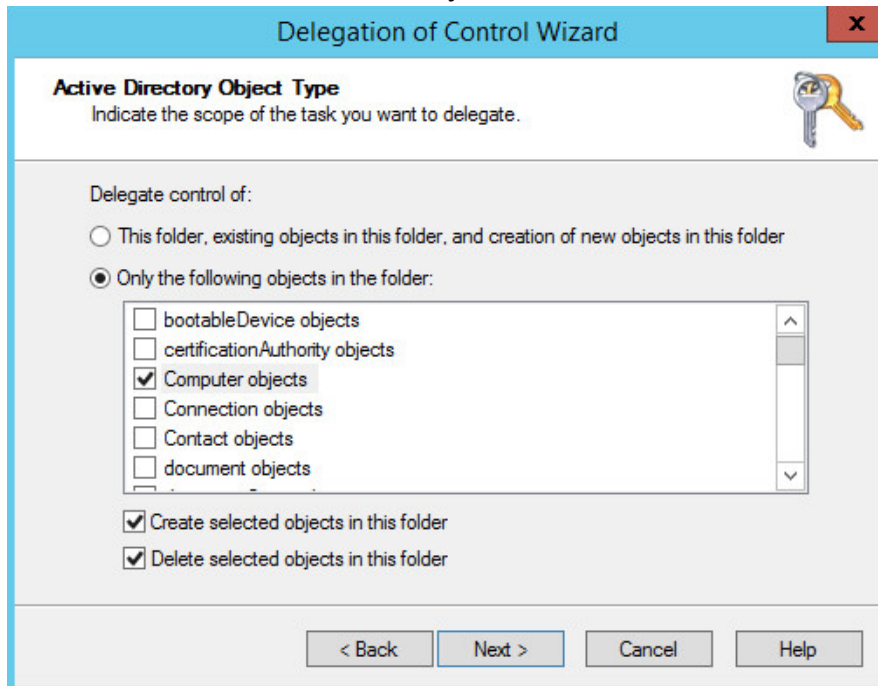 Delegation of Control Wizard
x
Active Directory Object Type
Indicate the scope of the task you want to delegate.
Delegate control of:
This folder, existing objects in this folder, and creation of new objects in this folder
Only the following objects in the folder:
bootableDevice objects
certificationAuthority objects
Computer objects
Connection objects
Contact objects
document objects
Create selected objects in this folder
Delete selected objects in this folder
< Back
Next >
Cancel
Help